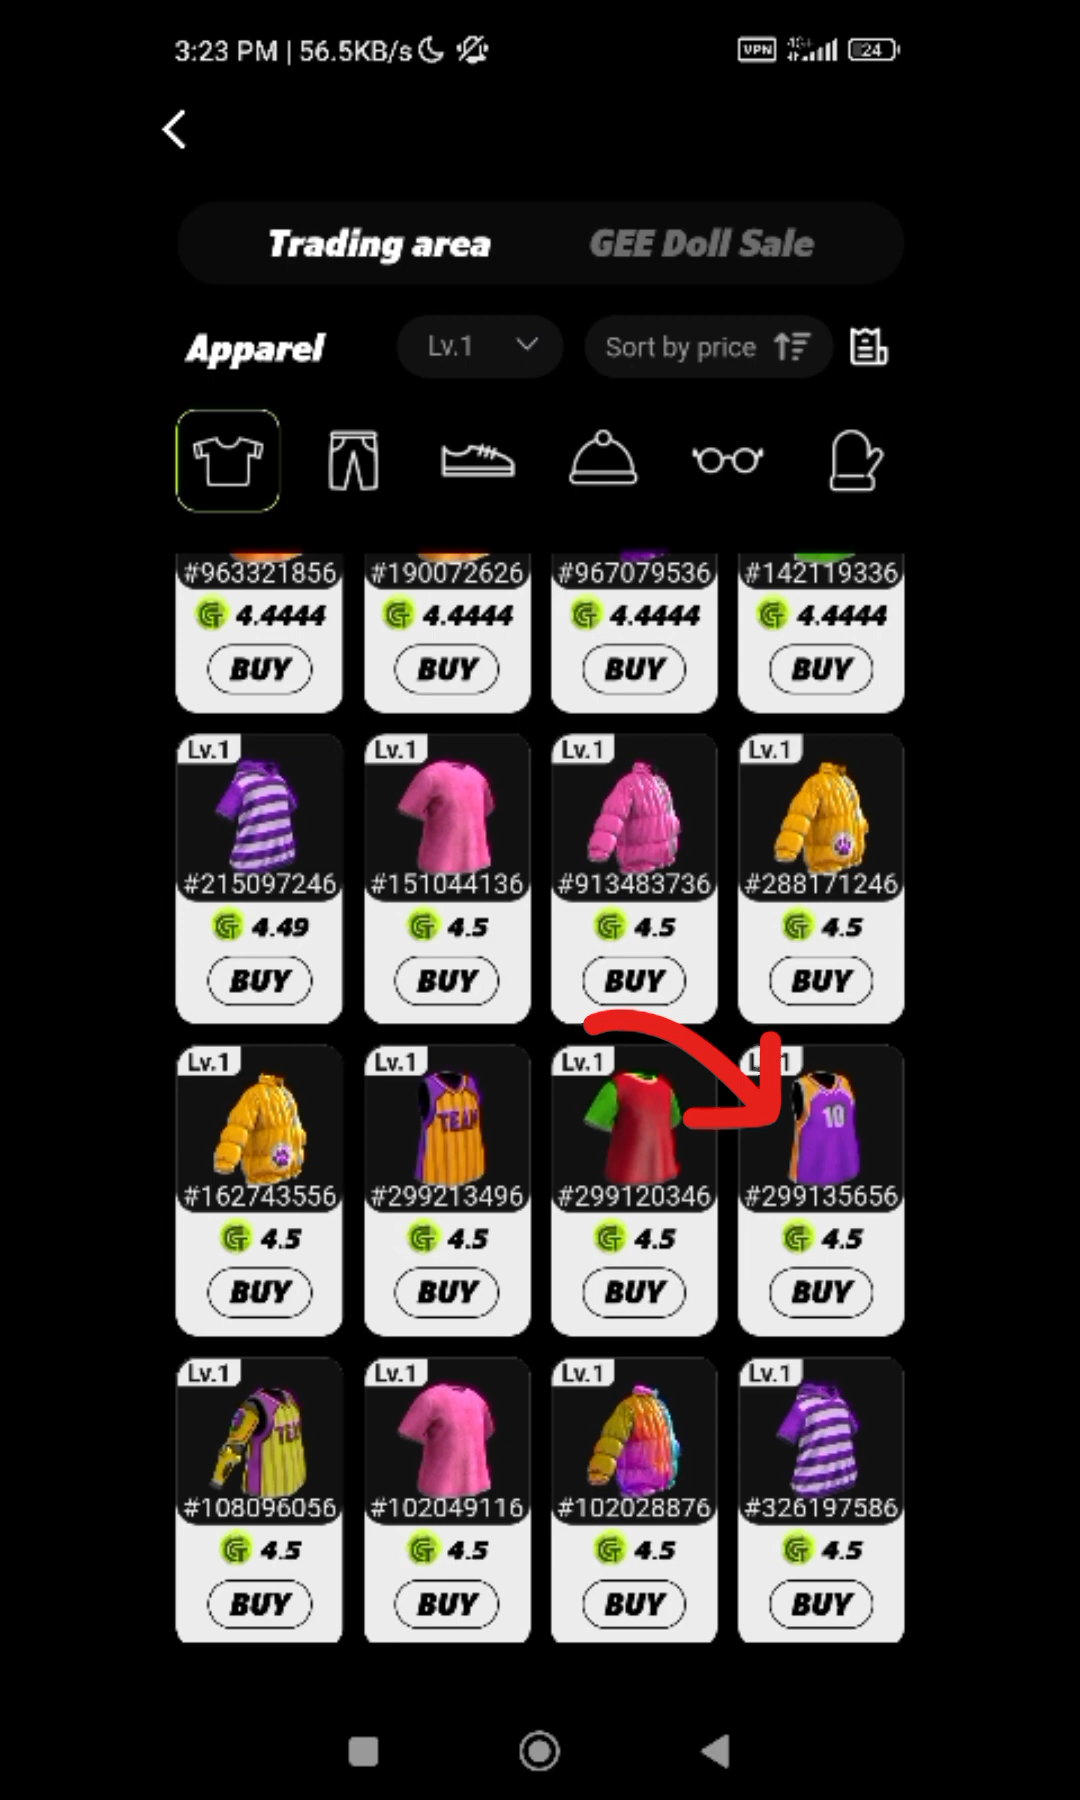 3:23 PM | 56.5KB/s
VPN 4G+ 24
Trading area GEE Doll Sale
Apparel Lv.1 Sort by price
#963321856 #190072626 #967079536 #142119336
4.4444 4.4444 4.4444 4.4444
BUY BUY BUY BUY
Lv.1 Lv.1 Lv.1 Lv.1
#215097246 #151044136 #913483736 #288171246
4.49 4.5 4.5 4.5
BUY BUY BUY BUY
Lv.1 Lv.1 Lv.1
TEAM 10
#162743556 #299213496 #299120346 #299135656
4.5 4.5 4.5 4.5
BUY BUY BUY BUY
Lv.1 Lv.1 Lv.1 Lv.1
#108096056 #102049116 #102028876 #326197586
4.5 4.5 4.5 4.5
BUY BUY BUY BUY